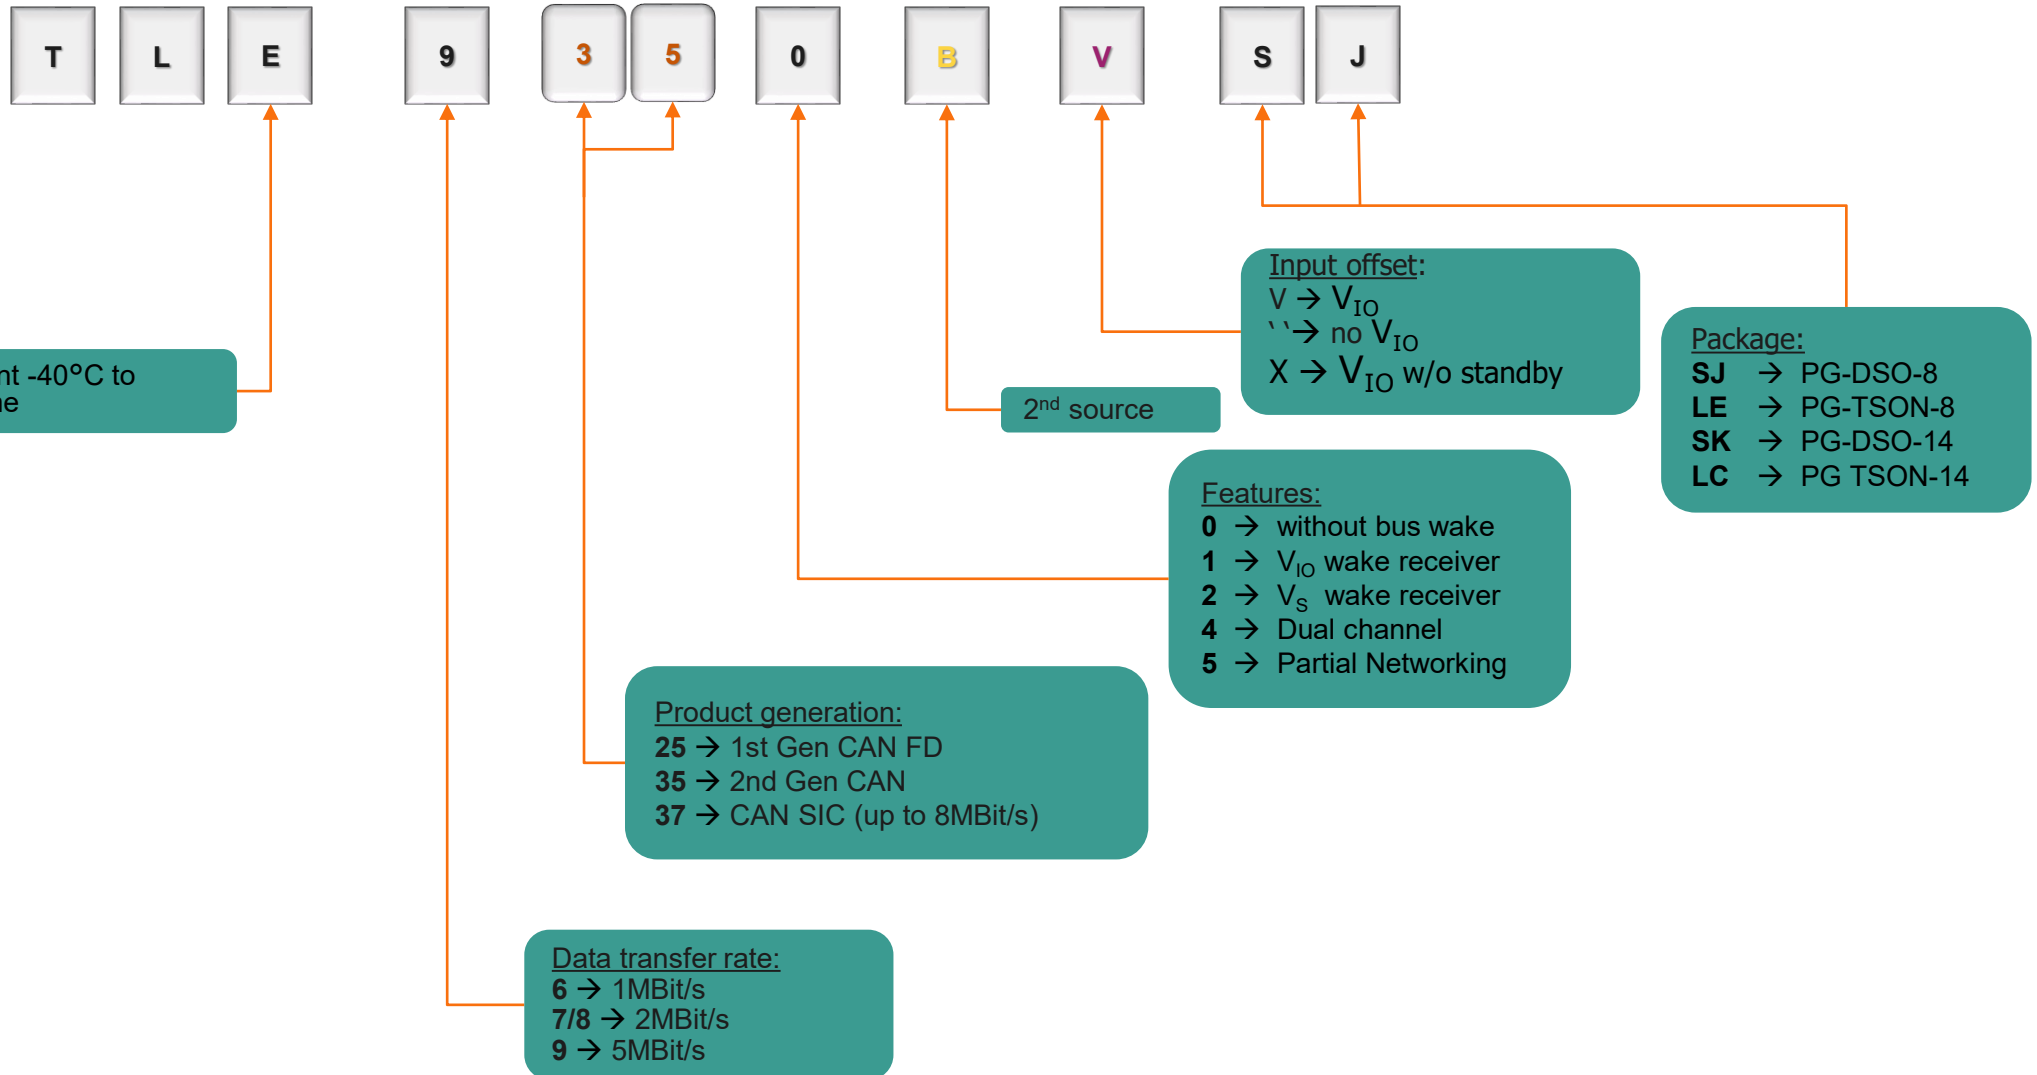 T L E 9 3 5 0 B V S J
Input offset:
V → VIO
` ` → no VIO
X → VIO w/o standby
Package:
SJ → PG-DSO-8
LE → PG-TSON-8
SK → PG-DSO-14
LC → PG TSON-14
-40°C to
2nd source
Features:
0 → without bus wake
1 → VIO wake receiver
2 → VS wake receiver
4 → Dual channel
5 → Partial Networking
Product generation:
25 → 1st Gen CAN FD
35 → 2nd Gen CAN
37 → CAN SIC (up to 8MBit/s)
Data transfer rate:
6 → 1MBit/s
7/8 → 2MBit/s
9 → 5MBit/s